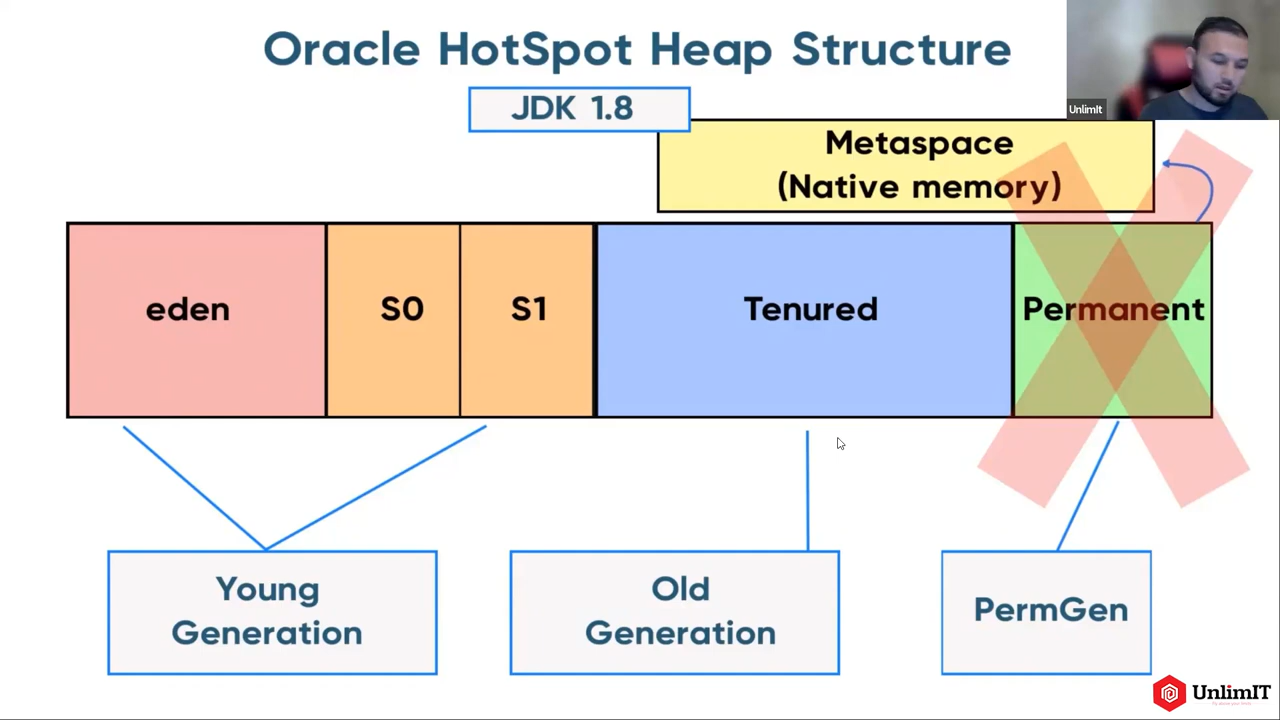 Oracle HotSpot Heap Structure
UnlimIt
JDK 1.8
Metaspace
(Native memory)
eden
S0
S1
Tenured
Permanent
Young
Generation
Old
Generation
PermGen
UnlimIT